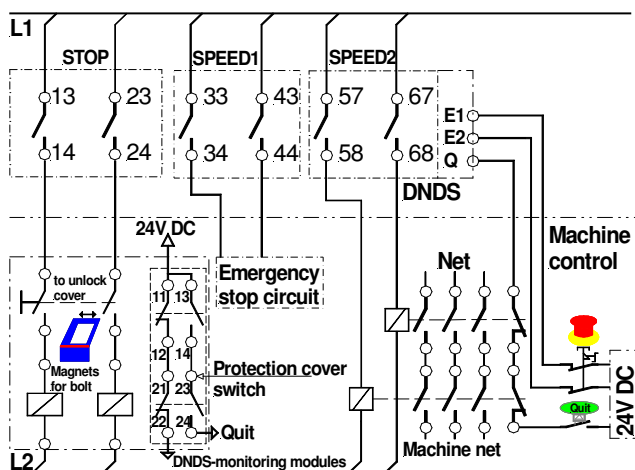 L1
STOP
SPEED1
SPEED2
13
23
33
43
57
67
E1
E2
Q
14
24
34
44
58
68
DNDS
24V DC
Net
Machine
control
Emergency
stop circuit
to unlock
cover
11
13
12
14
Magnets
for bolt
21
23
Protection cover
switch
22
24
Quit
Quit
24V DC
L2
DNDS-monitoring modules
Machine net